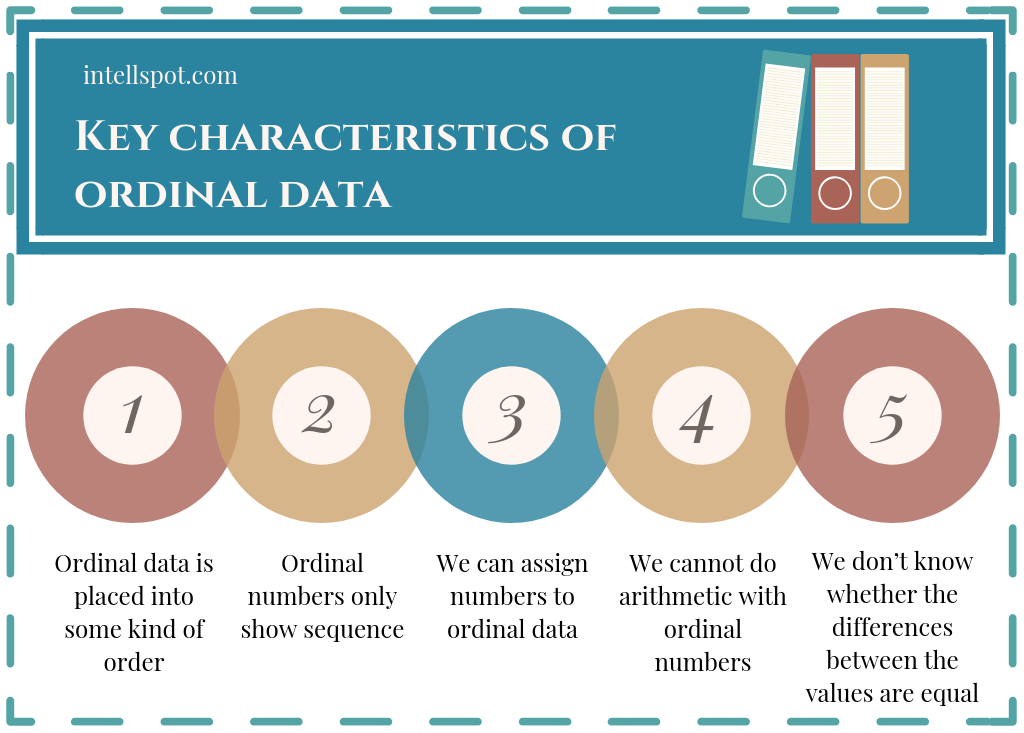 intellspot.com
Key characteristics of
ordinal data
1
2
3
4
5
Ordinal data is
placed into
some kind of
order
Ordinal
numbers only
show sequence
We can assign
numbers to
ordinal data
We cannot do
arithmetic with
ordinal
numbers
We don’t know
whether the
differences
between the
values are equal